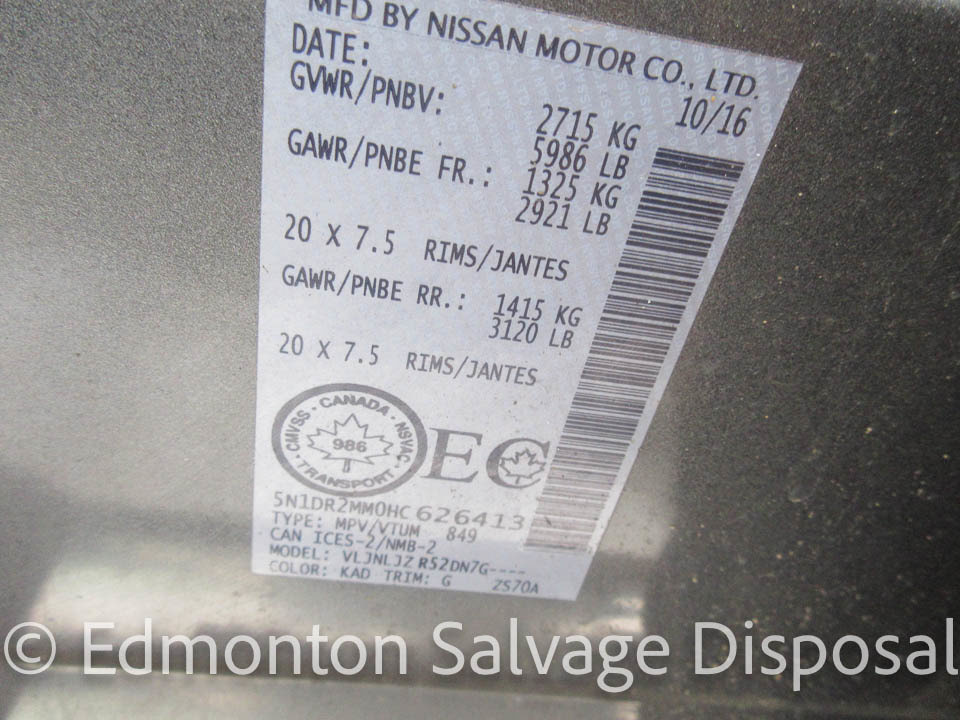 MFD BY NISSAN MOTOR CO., LTD.
DATE: 10/16
GVWR/PNBV: 2715 KG
5986 LB
GAWR/PNBE FR.: 1325 KG
2921 LB
20 X 7.5 RIMS/JANTES
GAWR/PNBE RR.: 1415 KG
3120 LB
20 X 7.5 RIMS/JANTES
CMVSS · CANADA · NSVAC · TRANSPORT ·
986
EC
5N1DR2MM0HC626413
TYPE: MPV/VTUM 849
CAN ICES-2/NMB-2
MODEL: VLJNLJZ R52DN7G----
COLOR: KAD TRIM: G ZS70A
© Edmonton Salvage Disposal